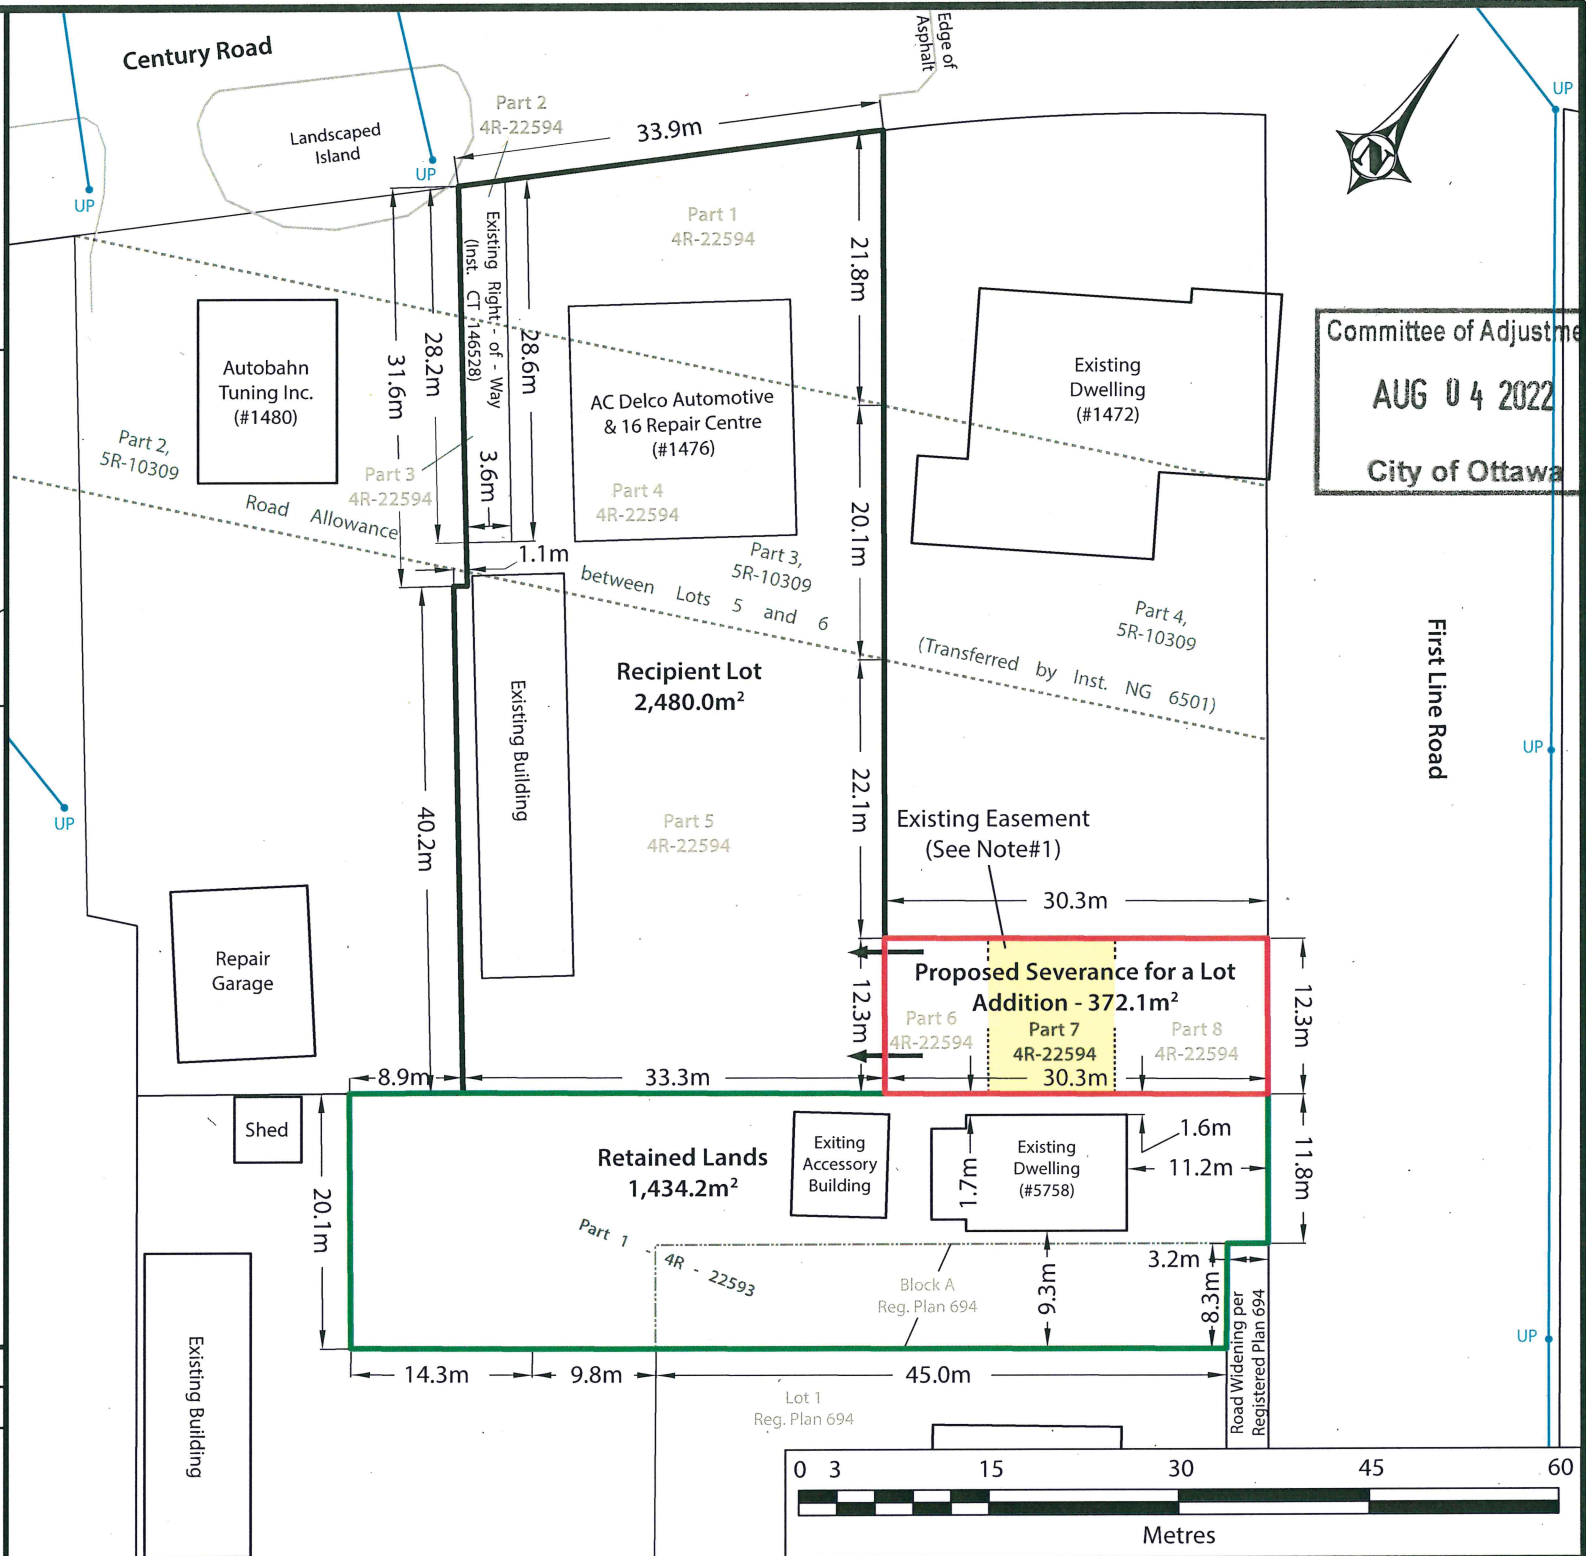 Century Road
Edge of
Asphalt
UP
Landscaped
Island
Part 2
4R-22594
33.9m
UP
UP
Part 1
4R-22594
Existing Right - of - Way
(Inst. CT 146528)
21.8m
Committee of Adjustme
AUG 04 2022
City of Ottawa
31.6m
28.2m
28.6m
Autobahn
Tuning Inc.
(#1480)
AC Delco Automotive
& 16 Repair Centre
(#1476)
Existing
Dwelling
(#1472)
Part 2,
5R-10309
Part 3
4R-22594
3.6m
Part 4
4R-22594
20.1m
Road Allowance
between Lots 5 and 6
(Transferred by Inst. NG 6501)
1.1m
Part 3,
5R-10309
Part 4,
5R-10309
First Line Road
Recipient Lot
2,480.0m²
Existing Building
UP
UP
40.2m
Part 5
4R-22594
22.1m
Existing Easement
(See Note#1)
30.3m
Repair
Garage
Proposed Severance for a Lot
Addition - 372.1m²
12.3m
12.3m
Part 6
4R-22594
Part 7
4R-22594
Part 8
4R-22594
8.9m
33.3m
30.3m
Shed
Retained Lands
1,434.2m²
Exiting
Accessory
Building
Existing
Dwelling
(#5758)
1.7m
1.6m
11.2m
11.8m
20.1m
Part 1 - 4R - 22593
Block A
Reg. Plan 694
9.3m
3.2m
8.3m
Road Widening per
Registered Plan 694
UP
Existing Building
14.3m
9.8m
45.0m
Lot 1
Reg. Plan 694
0 3 15 30 45 60
Metres